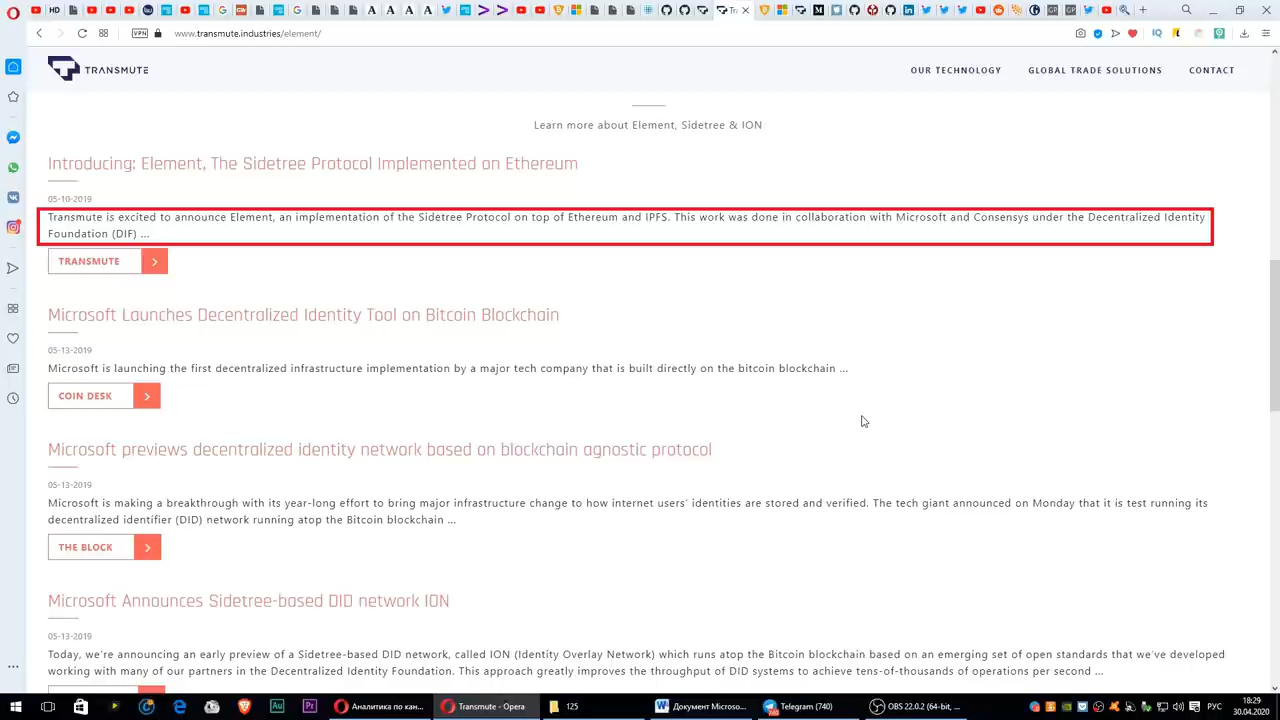 HD
GP
GP
Tr
VPN
www.transmute.industries/element/
TRANSMUTE
OUR TECHNOLOGY
GLOBAL TRADE SOLUTIONS
CONTACT
Learn more about Element, Sidetree & ION
Introducing: Element, The Sidetree Protocol Implemented on Ethereum
05-10-2019
Transmute is excited to announce Element, an implementation of the Sidetree Protocol on top of Ethereum and IPFS. This work was done in collaboration with Microsoft and Consensys under the Decentralized Identity
Foundation (DIF) ...
TRANSMUTE
Microsoft Launches Decentralized Identity Tool on Bitcoin Blockchain
05-13-2019
Microsoft is launching the first decentralized infrastructure implementation by a major tech company that is built directly on the bitcoin blockchain ...
COIN DESK
Microsoft previews decentralized identity network based on blockchain agnostic protocol
05-13-2019
Microsoft is making a breakthrough with its year-long effort to bring major infrastructure change to how internet users' identities are stored and verified. The tech giant announced on Monday that it is test running its
decentralized identifier (DID) network running atop the Bitcoin blockchain ...
THE BLOCK
Microsoft Announces Sidetree-based DID network ION
05-13-2019
Today, we're announcing an early preview of a Sidetree-based DID network, called ION (Identity Overlay Network) which runs atop the Bitcoin blockchain based on an emerging set of open standards that we've developed
working with many of our partners in the Decentralized Identity Foundation. This approach greatly improves the throughput of DID systems to achieve tens-of-thousands of operations per second ...
Au
Pr
Аналитика по кан...
Transmute - Opera
125
Документ Microso...
Telegram (740)
OBS 22.0.2 (64-bit, ...
РУС
18:29
30.04.2020